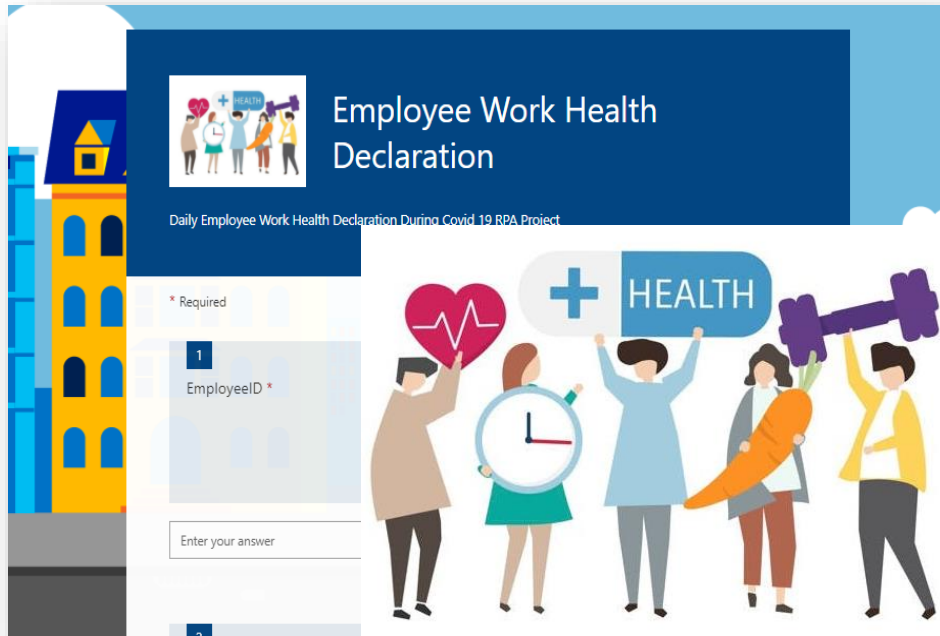 HEALTH
Employee Work Health
Declaration
Daily Employee Work Health Declaration During Covid 19 RPA Project
* Required
1
EmployeeID *
Enter your answer
HEALTH